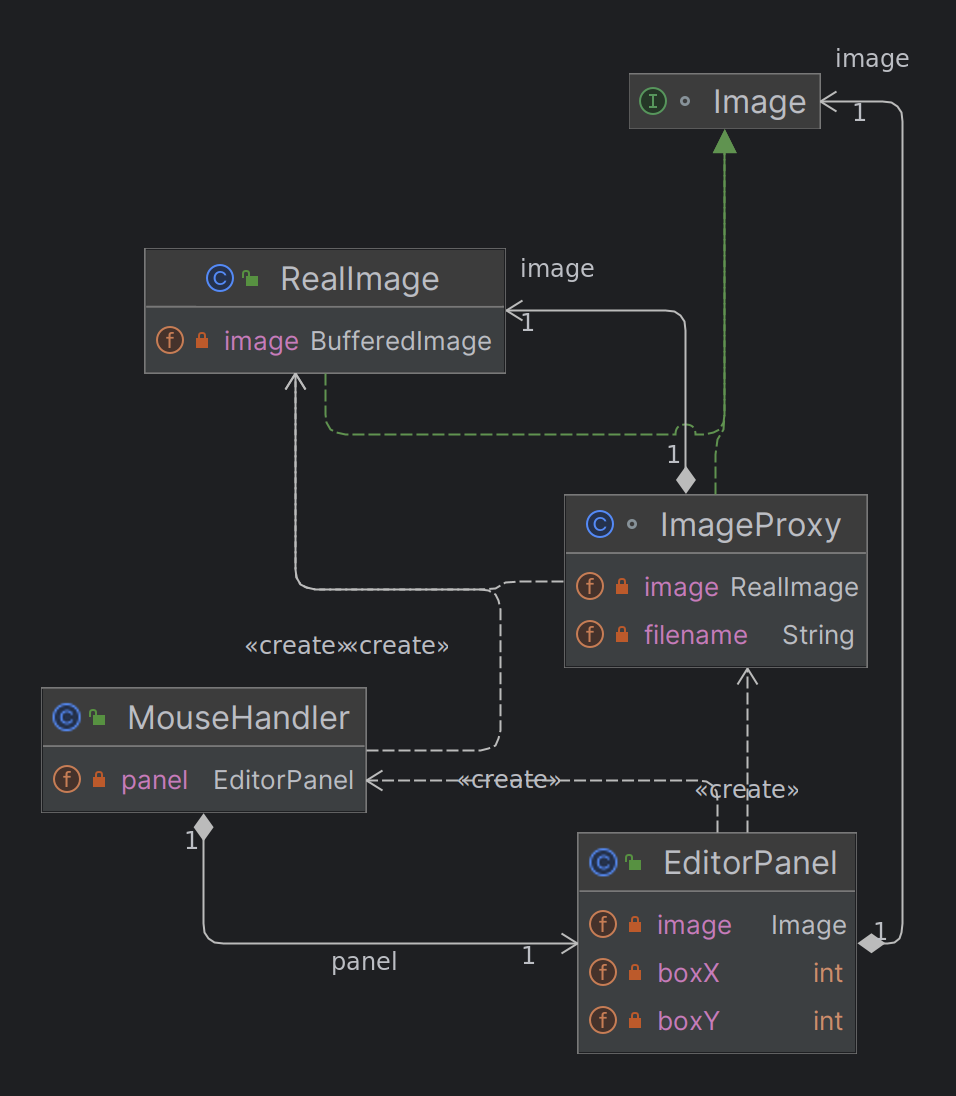 image
I Image
1
C RealImage
image
1
f image BufferedImage
1
C ImageProxy
f image RealImage
f filename String
«create»«create»
C MouseHandler
f panel EditorPanel
«create»
«create»
1
C EditorPanel
f image Image
1
panel
1
f boxX int
f boxY int